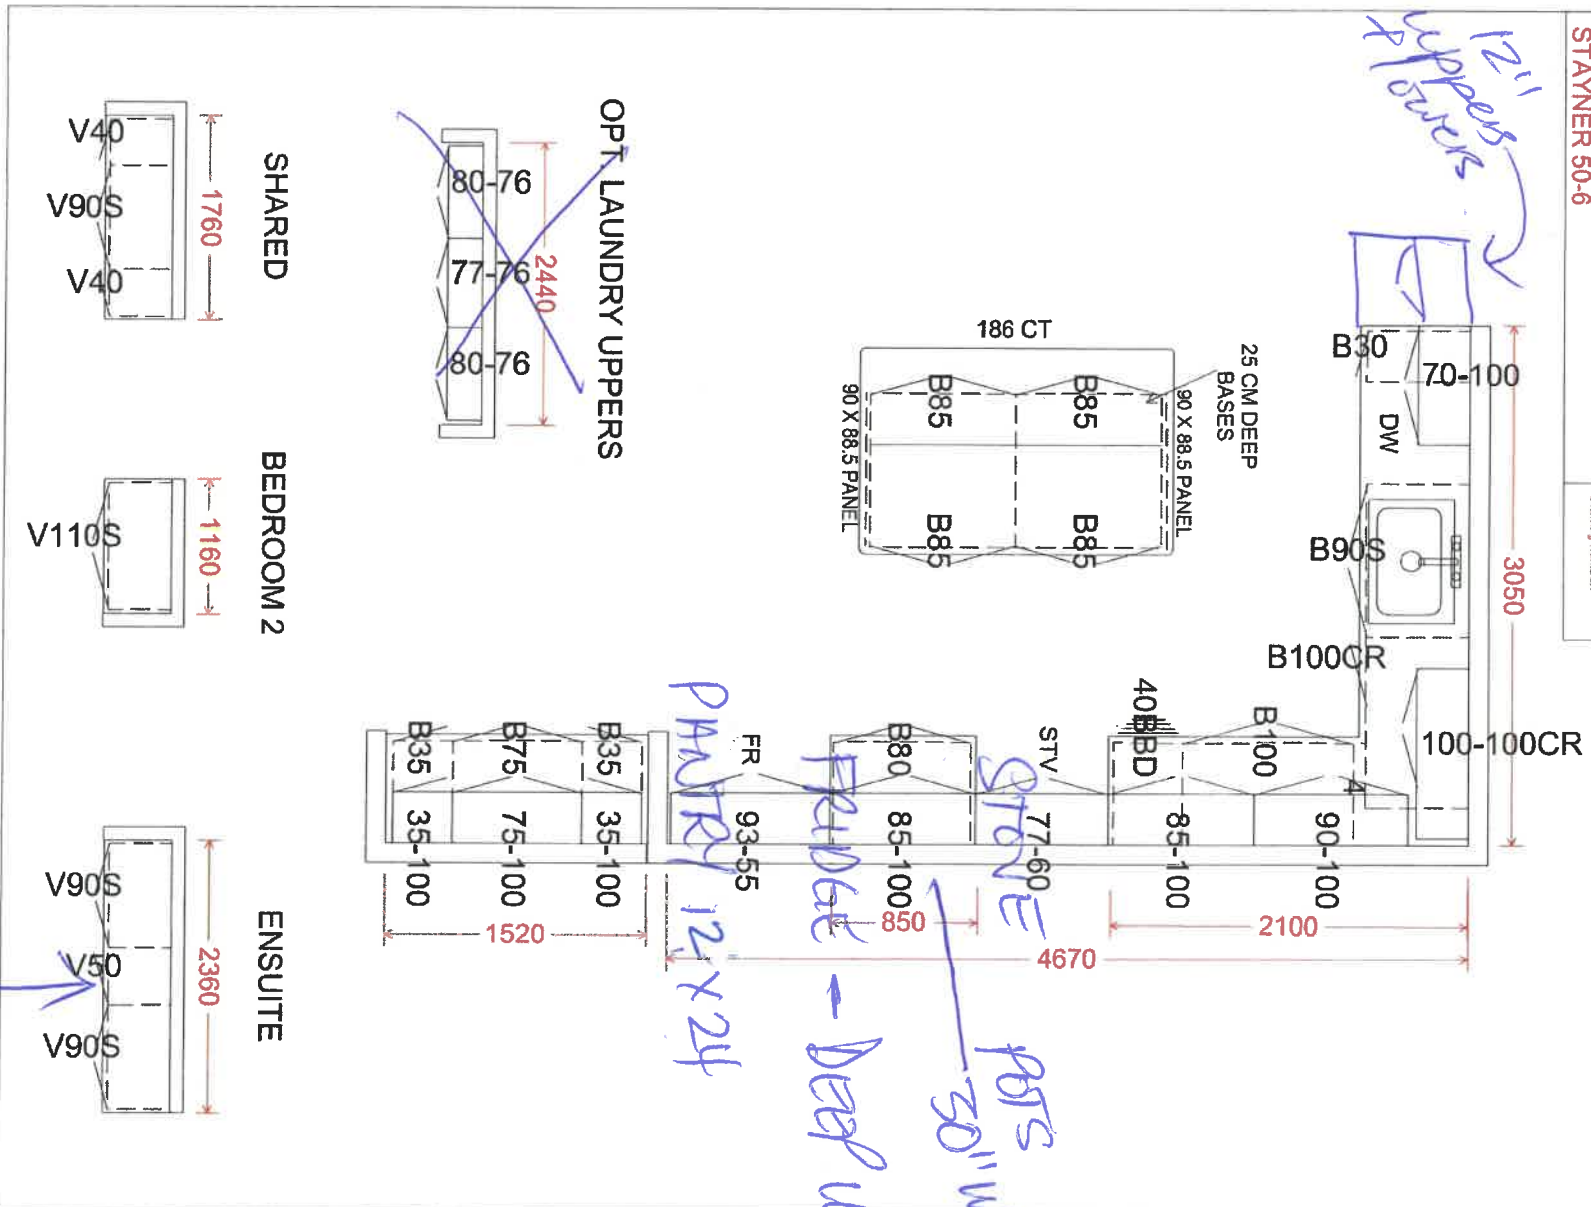 STAYNER 50-6
12"
uppers
& lowers
OPT LAUNDRY UPPERS
80-76
77-76
80-76
2440
SHARED
V40
V90S
V40
1760
BEDROOM 2
V110S
1160
ENSUITE
V90S
V50
V90S
2360
186 CT
25 CM DEEP
BASES
90 X 88.5 PANEL
90 X 88.5 PANEL
B85
B85
B85
B85
B30
70-100
DW
B90S
3050
B100CR
100-100CR
B100
4
90-100
85-100
STV
77-60
B80
85-100
FR
93-55
B35
B75
B35
35-100
75-100
35-100
1520
850
2100
4670
STOVE
POTS
30"
FRIDGE ← DEEP
PANTRY 12 X 24